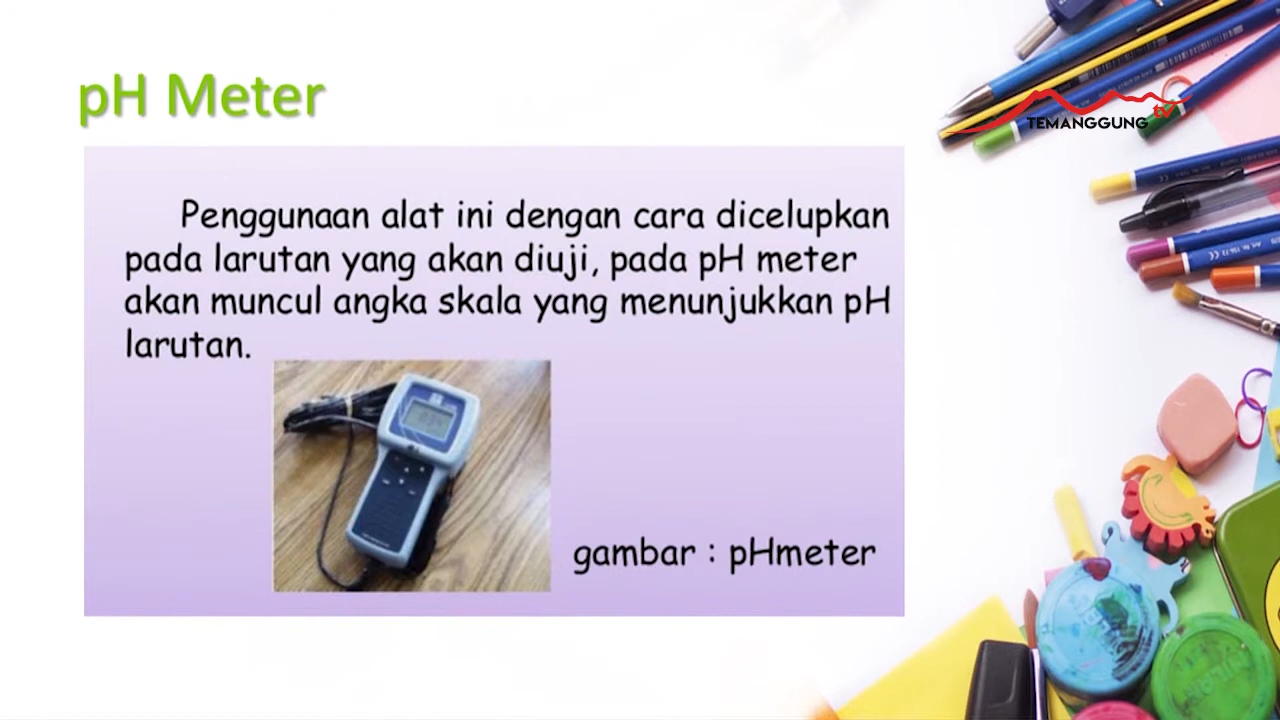 pH Meter
TEMANGGUNG tv
Penggunaan alat ini dengan cara dicelupkan
pada larutan yang akan diuji, pada pH meter
akan muncul angka skala yang menunjukkan pH
larutan.
gambar : pHmeter